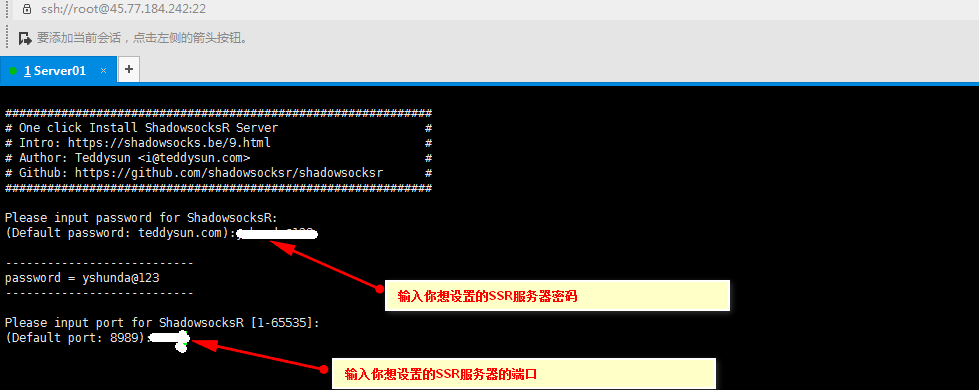 ssh://root@45.77.184.242:22
要添加当前会话，点击左侧的箭头按钮。
1 Server01 × +
############################################################
# One click Install ShadowsocksR Server #
# Intro: https://shadowsocks.be/9.html #
# Author: Teddysun <i@teddysun.com> #
# Github: https://github.com/shadowsocksr/shadowsocksr #
############################################################
Please input password for ShadowsocksR:
(Default password: teddysun.com):
---------------------------
password = yshunda@123
---------------------------
输入你想设置的SSR服务器密码
Please input port for ShadowsocksR [1-65535]:
(Default port: 8989):
输入你想设置的SSR服务器的端口